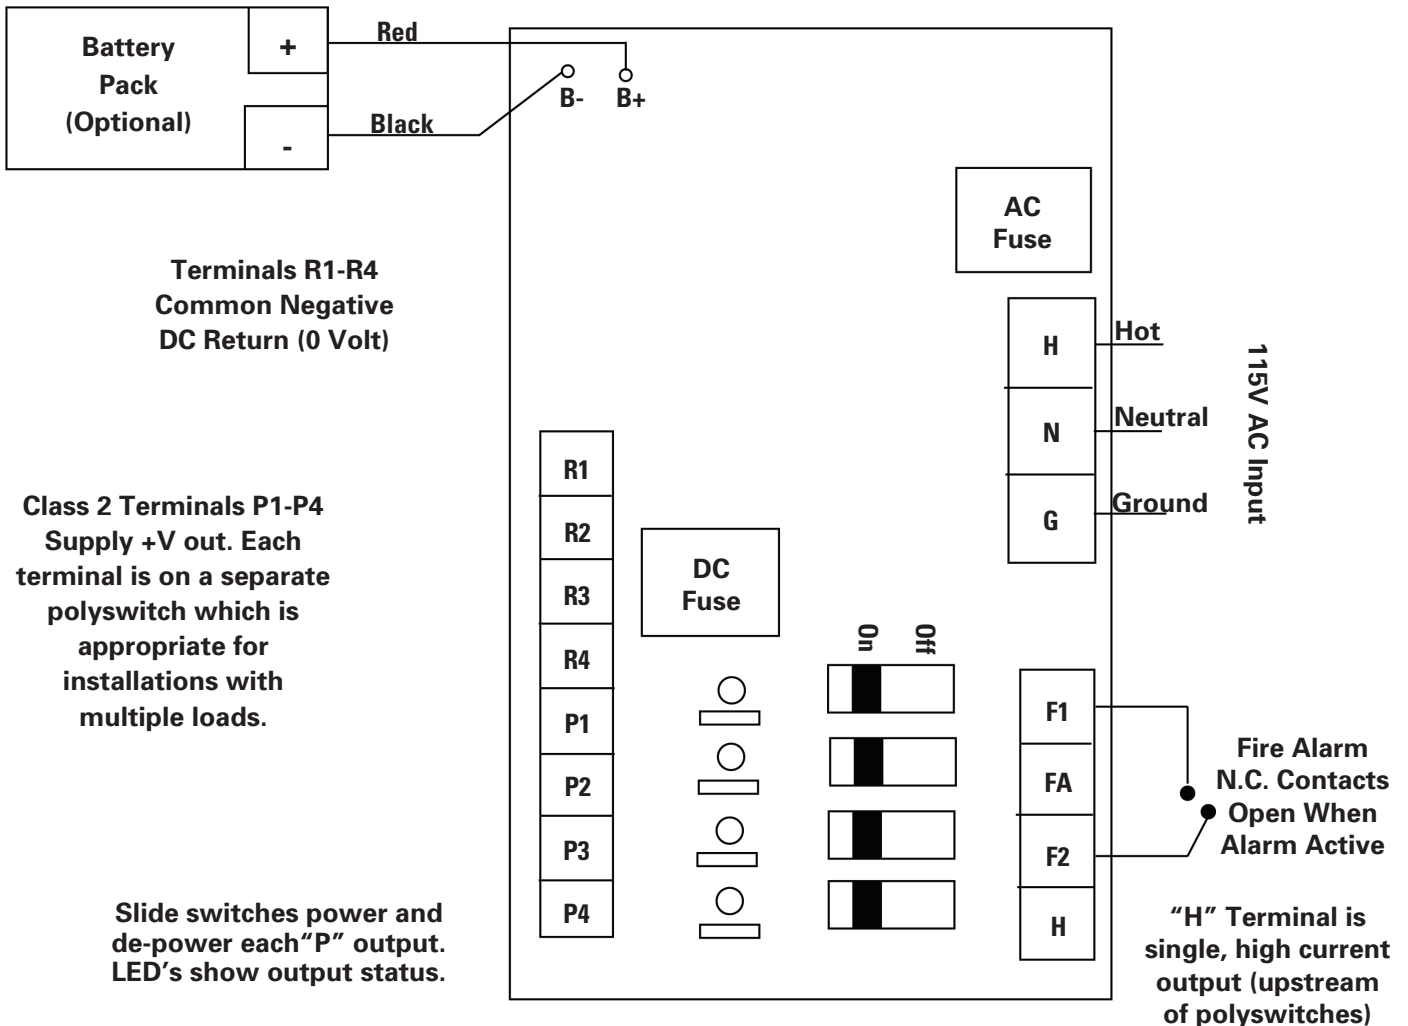 Battery
Pack
(Optional)
+
-
Red
Black
B-
B+
AC
Fuse
Terminals R1-R4
Common Negative
DC Return (0 Volt)
H
N
G
Hot
Neutral
Ground
115V AC Input
Class 2 Terminals P1-P4
Supply +V out. Each
terminal is on a separate
polyswitch which is
appropriate for
installations with
multiple loads.
R1
R2
R3
R4
P1
P2
P3
P4
DC
Fuse
On
Off
F1
FA
F2
H
Fire Alarm
N.C. Contacts
Open When
Alarm Active
Slide switches power and
de-power each“P” output.
LED’s show output status.
“H” Terminal is
single, high current
output (upstream
of polyswitches)